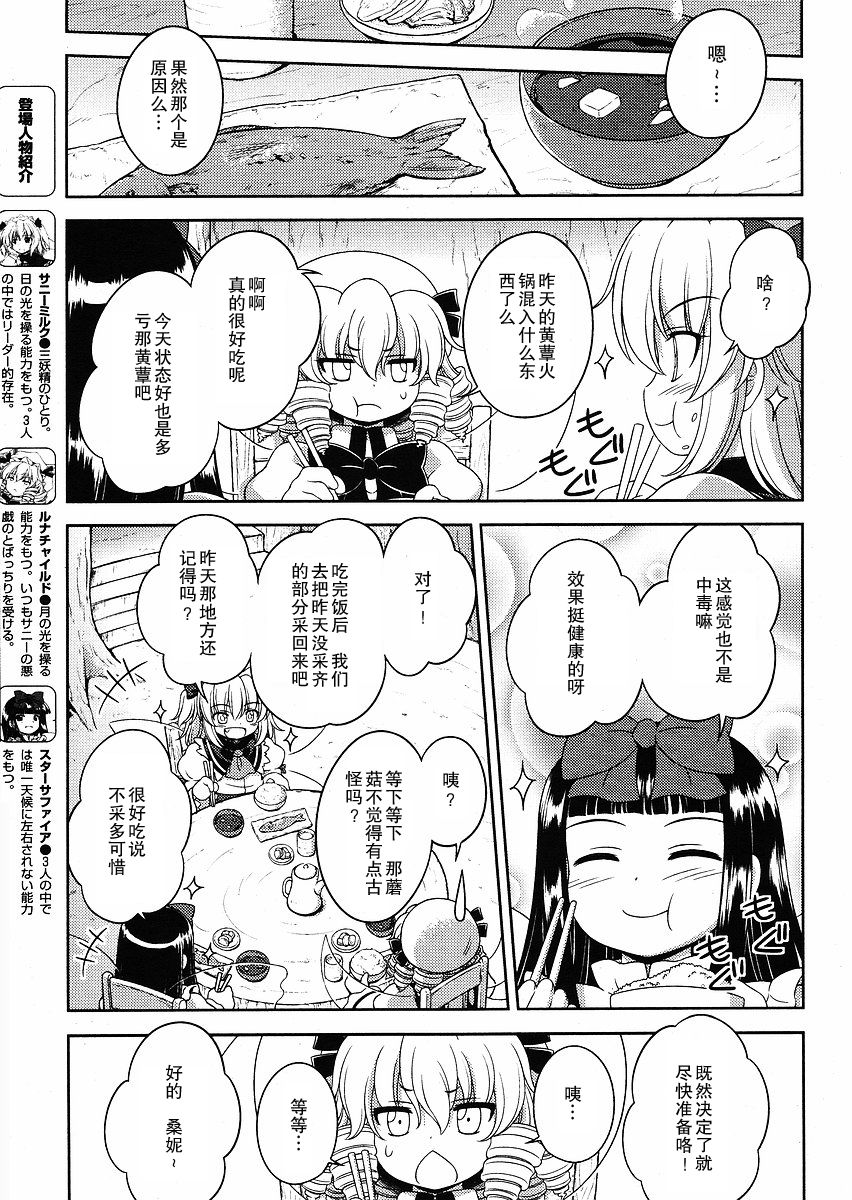 嗯~…
果然那个是
原因么…
啥?
昨天的黄蕈火
锅混入什么东
西了么
啊啊
真的很好吃呢
今天状态好也是多
亏那黄蕈吧
もぐ
もぐ
这感觉也不是
中毒嘛
效果挺健康的呀
もぐ
もぐ
对了!
吃完饭后 我们
去把昨天没采齐
的部分采回来吧
昨天那地方还
记得吗?
咦?
等下等下 那蘑
菇不觉得有点古
怪吗?
很好吃说
不采多可惜
既然决定了就
尽快准备咯!
咦…
等等…
好的 桑妮~
登場人物紹介
サニーミルク●三妖精のひとり。
日の光を操る能力をもつ。3人
の中ではリーダー的存在。
ルナチャイルド●月の光を操る
能力をもつ。いつもサニーの悪
戯のとばっちりを受ける。
スターサファイア●3人の中で
は唯一天候に左右されない能力
をもつ。